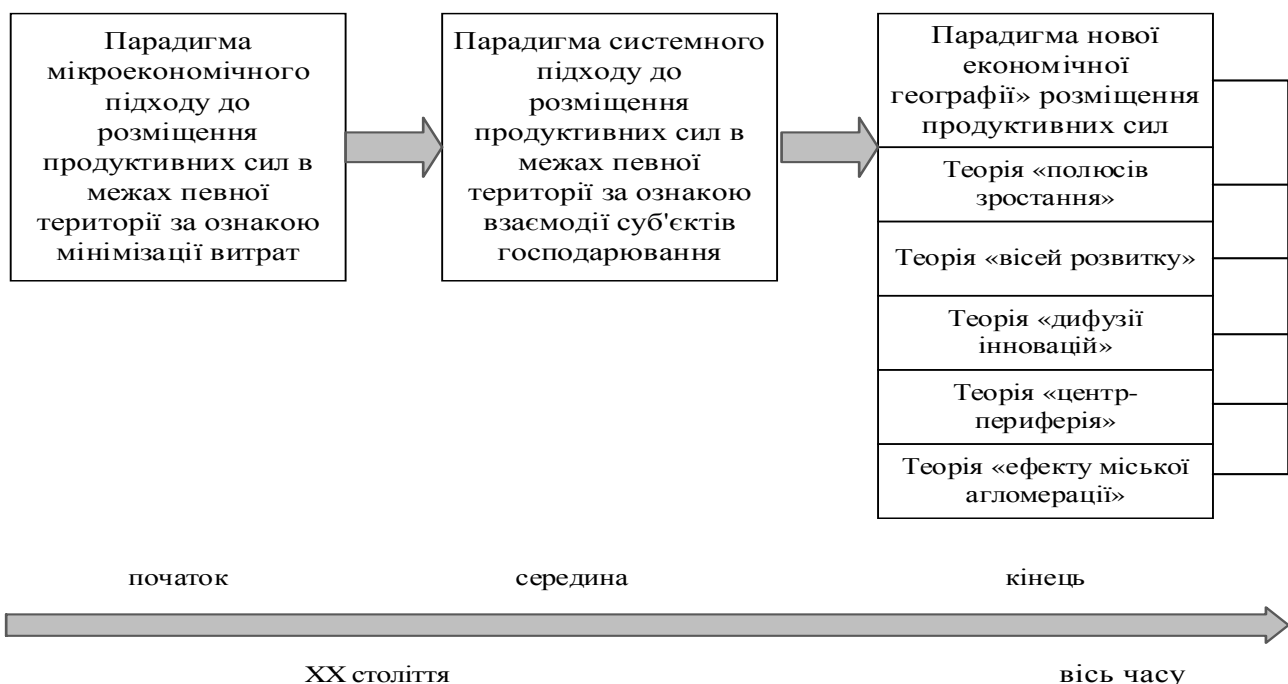 Парадигма
мікроекономічного
підходу до
розміщення
продуктивних сил в
межах певної
території за ознакою
мінімізації витрат
Парадигма системного
підходу до
розміщення
продуктивних сил в
межах певної
території за ознакою
взаємодії суб'єктів
господарювання
Парадигма нової
економічної
географії» розміщення
продуктивних сил
Теорія «полюсів
зростання»
Теорія «вісей розвитку»
Теорія «дифузії
інновацій»
Теорія «центр-
периферія»
Теорія «ефекту міської
агломерації»
початок
середина
кінець
ХХ століття
вісь часу